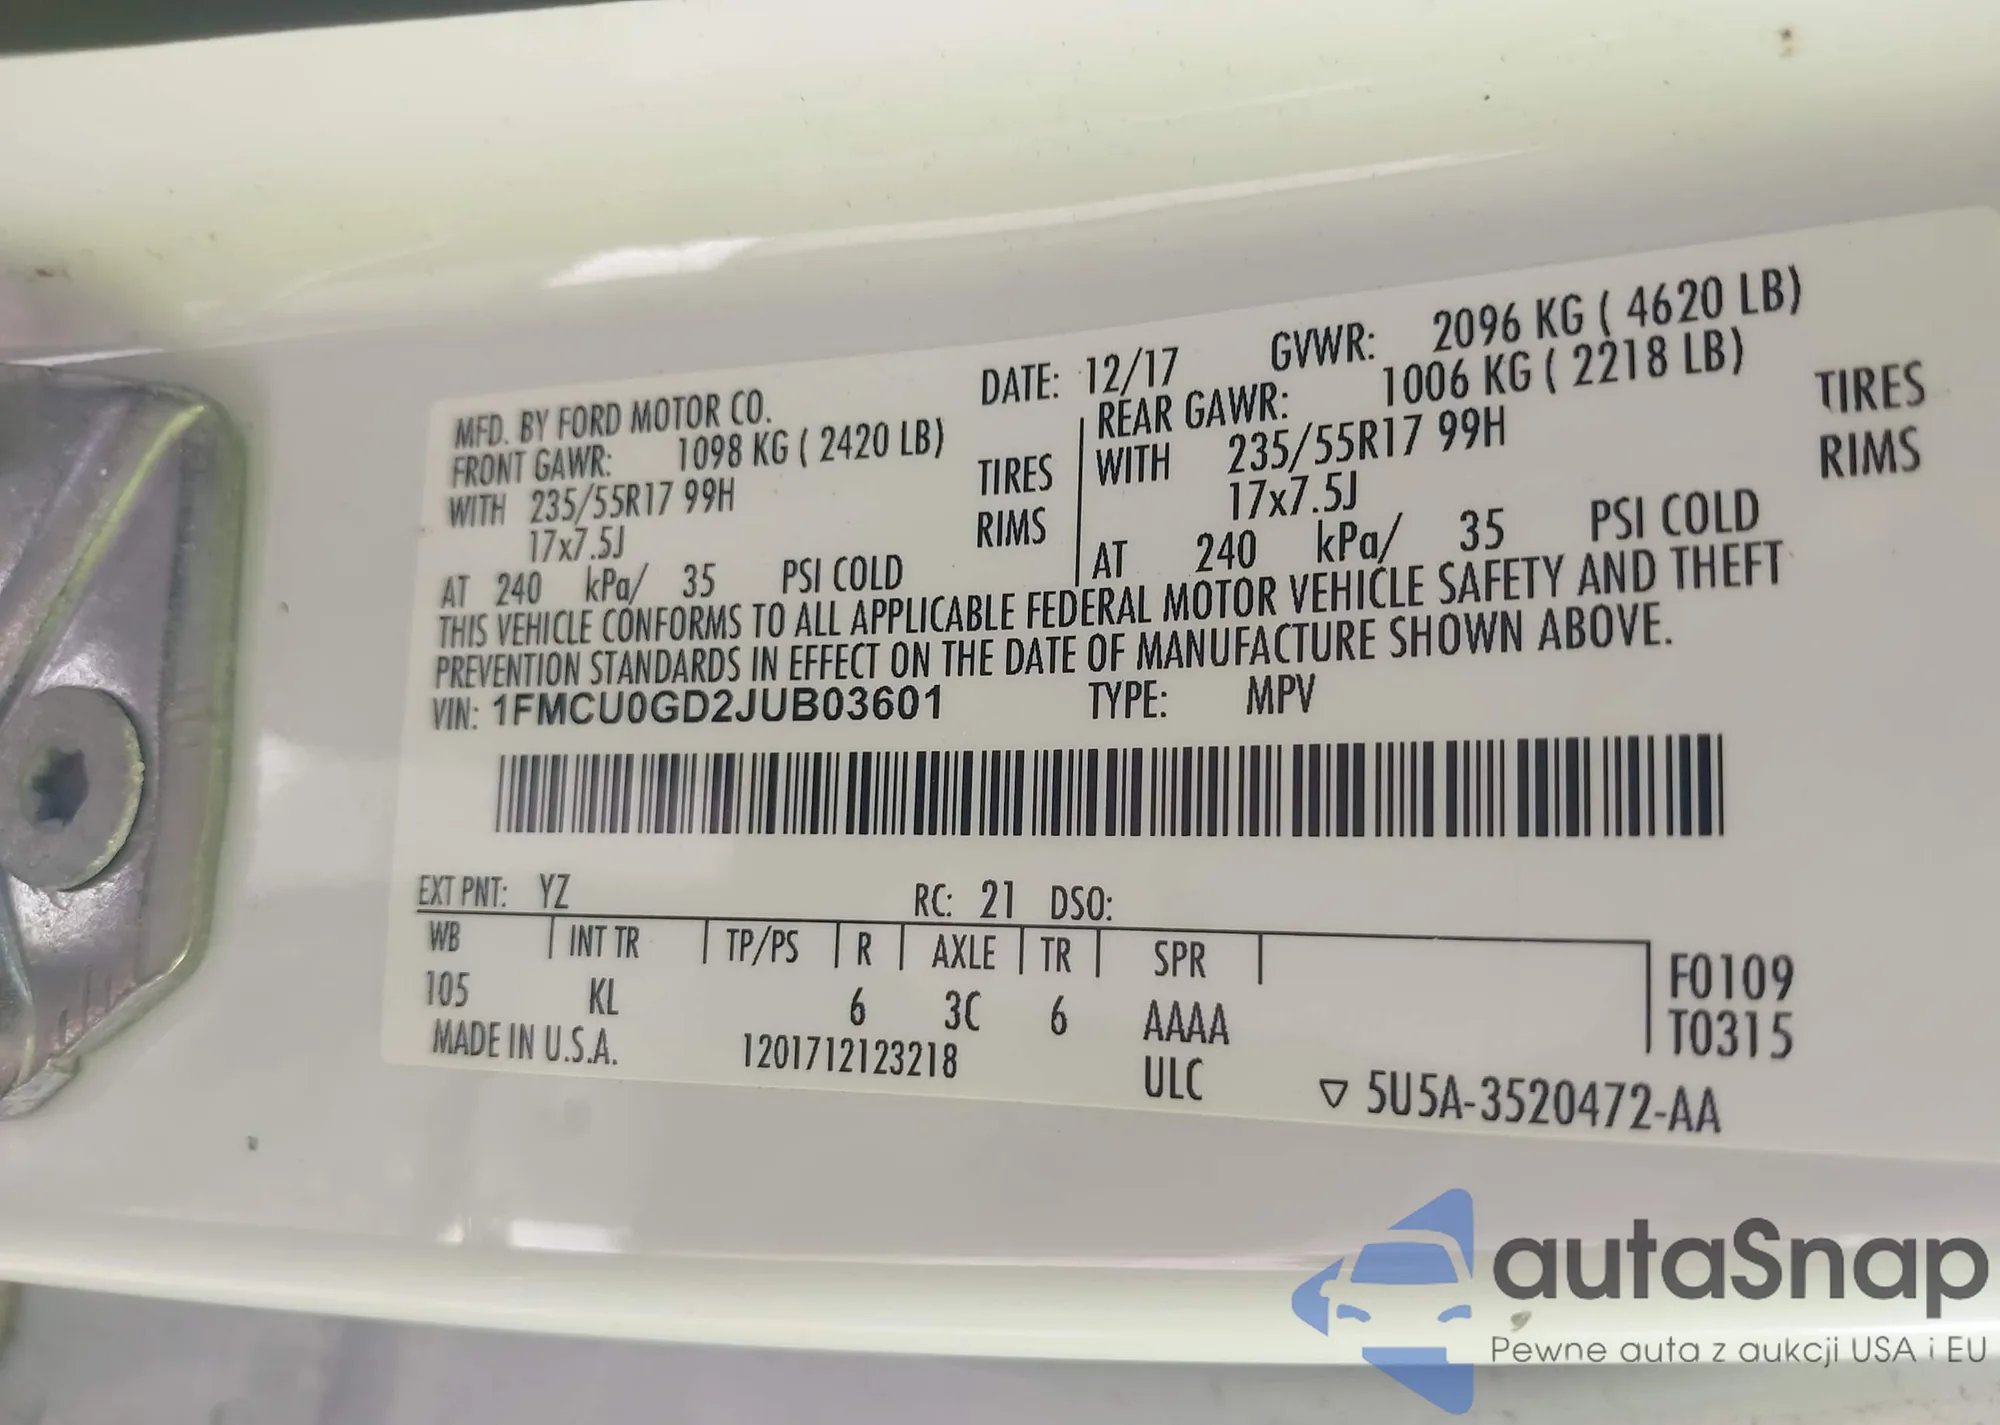 MFD. BY FORD MOTOR CO. DATE: 12/17 GVWR: 2096 KG ( 4620 LB)
FRONT GAWR: 1098 KG ( 2420 LB) REAR GAWR: 1006 KG ( 2218 LB)
WITH 235/55R17 99H TIRES WITH 235/55R17 99H TIRES
17x7.5J RIMS 17x7.5J RIMS
AT 240 kPa/ 35 PSI COLD AT 240 kPa/ 35 PSI COLD
THIS VEHICLE CONFORMS TO ALL APPLICABLE FEDERAL MOTOR VEHICLE SAFETY AND THEFT
PREVENTION STANDARDS IN EFFECT ON THE DATE OF MANUFACTURE SHOWN ABOVE.
VIN: 1FMCU0GD2JUB03601 TYPE: MPV
EXT PNT: YZ RC: 21 DSO:
WB INT TR TP/PS R AXLE TR SPR F0109
105 KL 6 3C 6 AAAA T0315
MADE IN U.S.A. 1201712123218 ULC ▽ 5U5A-3520472-AA
autaSnap
Pewne auta z aukcji USA i EU